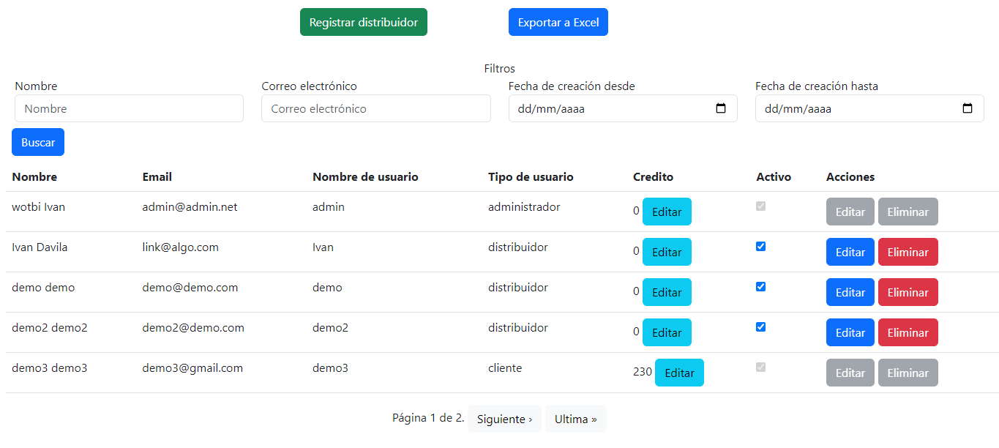 Registrar distribuidor Exportar a Excel
Filtros
Nombre Correo electrónico Fecha de creación desde Fecha de creación hasta
Nombre Correo electrónico dd/mm/aaaa dd/mm/aaaa
Buscar
Nombre Email Nombre de usuario Tipo de usuario Credito Activo Acciones
wotbi Ivan admin@admin.net admin administrador 0 Editar Editar Eliminar
Ivan Davila link@algo.com Ivan distribuidor 0 Editar Editar Eliminar
demo demo demo@demo.com demo distribuidor 0 Editar Editar Eliminar
demo2 demo2 demo2@demo.com demo2 distribuidor 0 Editar Editar Eliminar
demo3 demo3 demo3@gmail.com demo3 cliente 230 Editar Editar Eliminar
Página 1 de 2. Siguiente › Ultima »